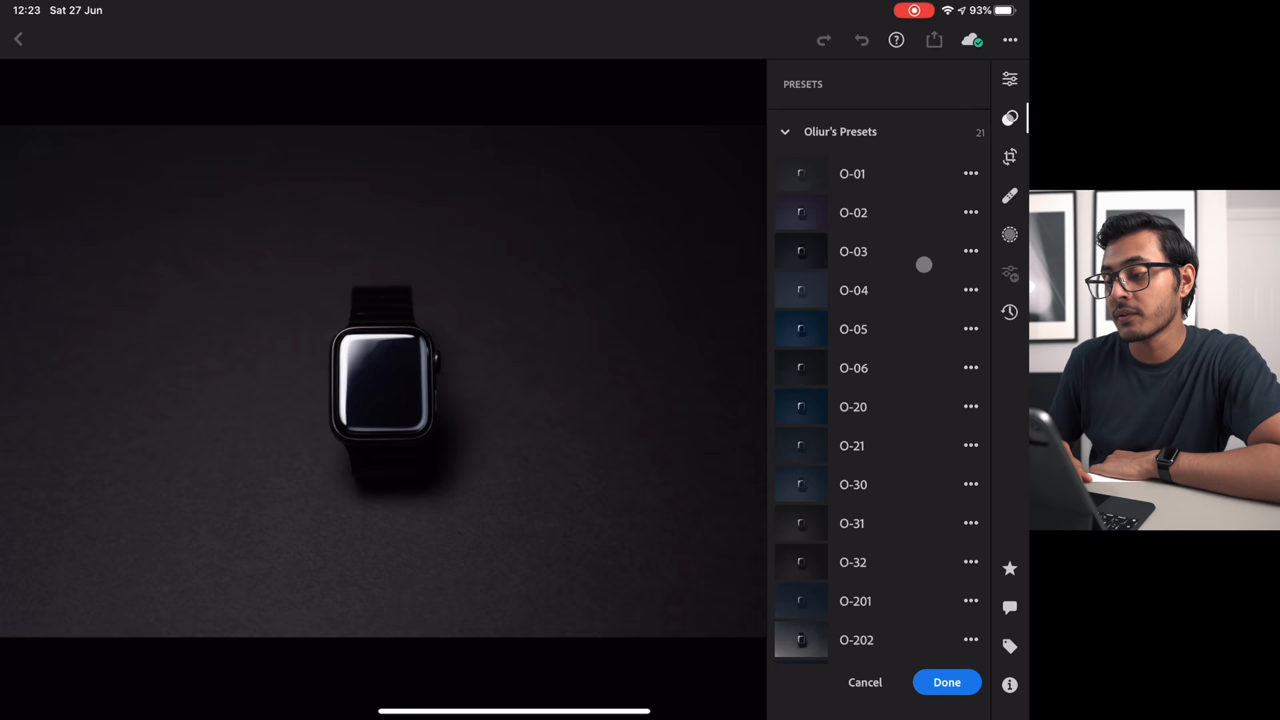 12:23 Sat 27 Jun
93%
PRESETS
Oliur's Presets 21
O-01
O-02
O-03
O-04
O-05
O-06
O-20
O-21
O-30
O-31
O-32
O-201
O-202
Cancel Done